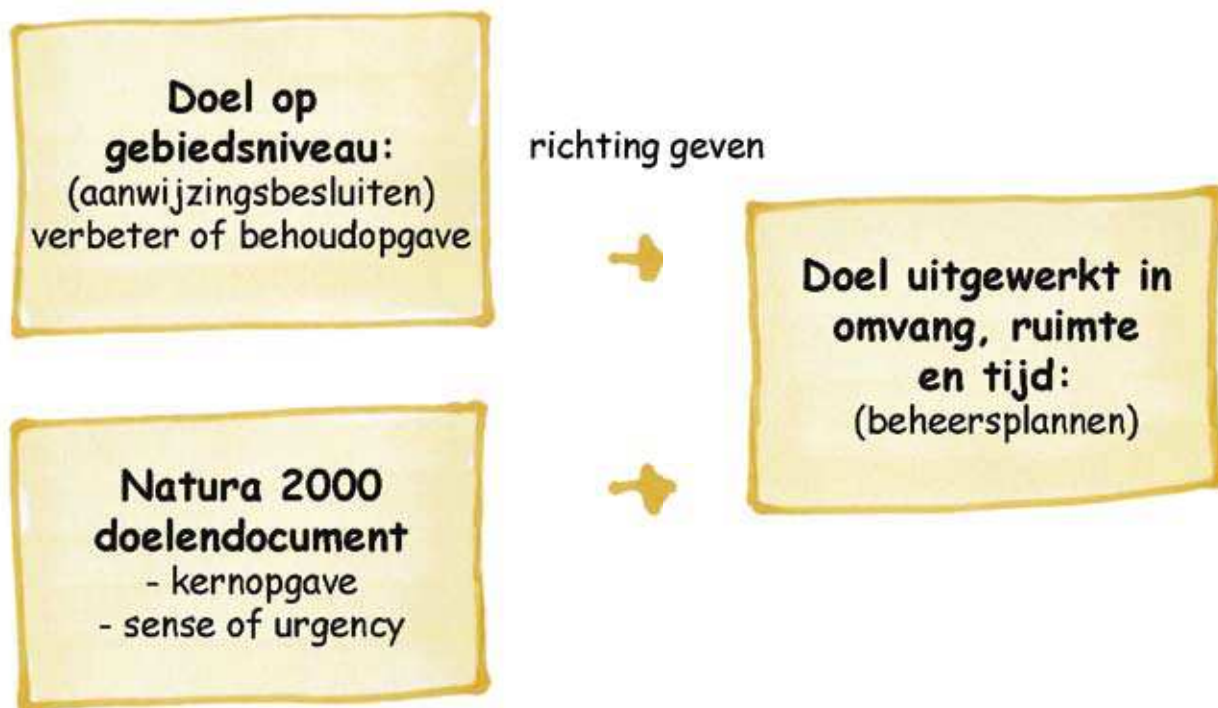 Doel op
gebiedsniveau:
(aanwijzingsbesluiten)
verbeter of behoudopgave
richting geven
Natura 2000
doelendocument
- kernopgave
- sense of urgency
Doel uitgewerkt in
omvang, ruimte
en tijd:
(beheersplannen)